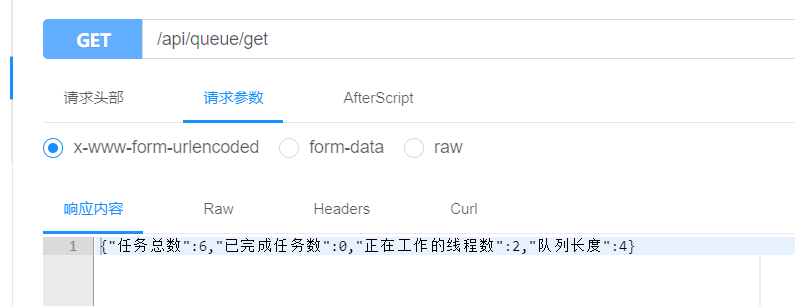 GET /api/queue/get
请求头部 请求参数 AfterScript
x-www-form-urlencoded form-data raw
响应内容 Raw Headers Curl
1 {"任务总数":6,"已完成任务数":0,"正在工作的线程数":2,"队列长度":4}